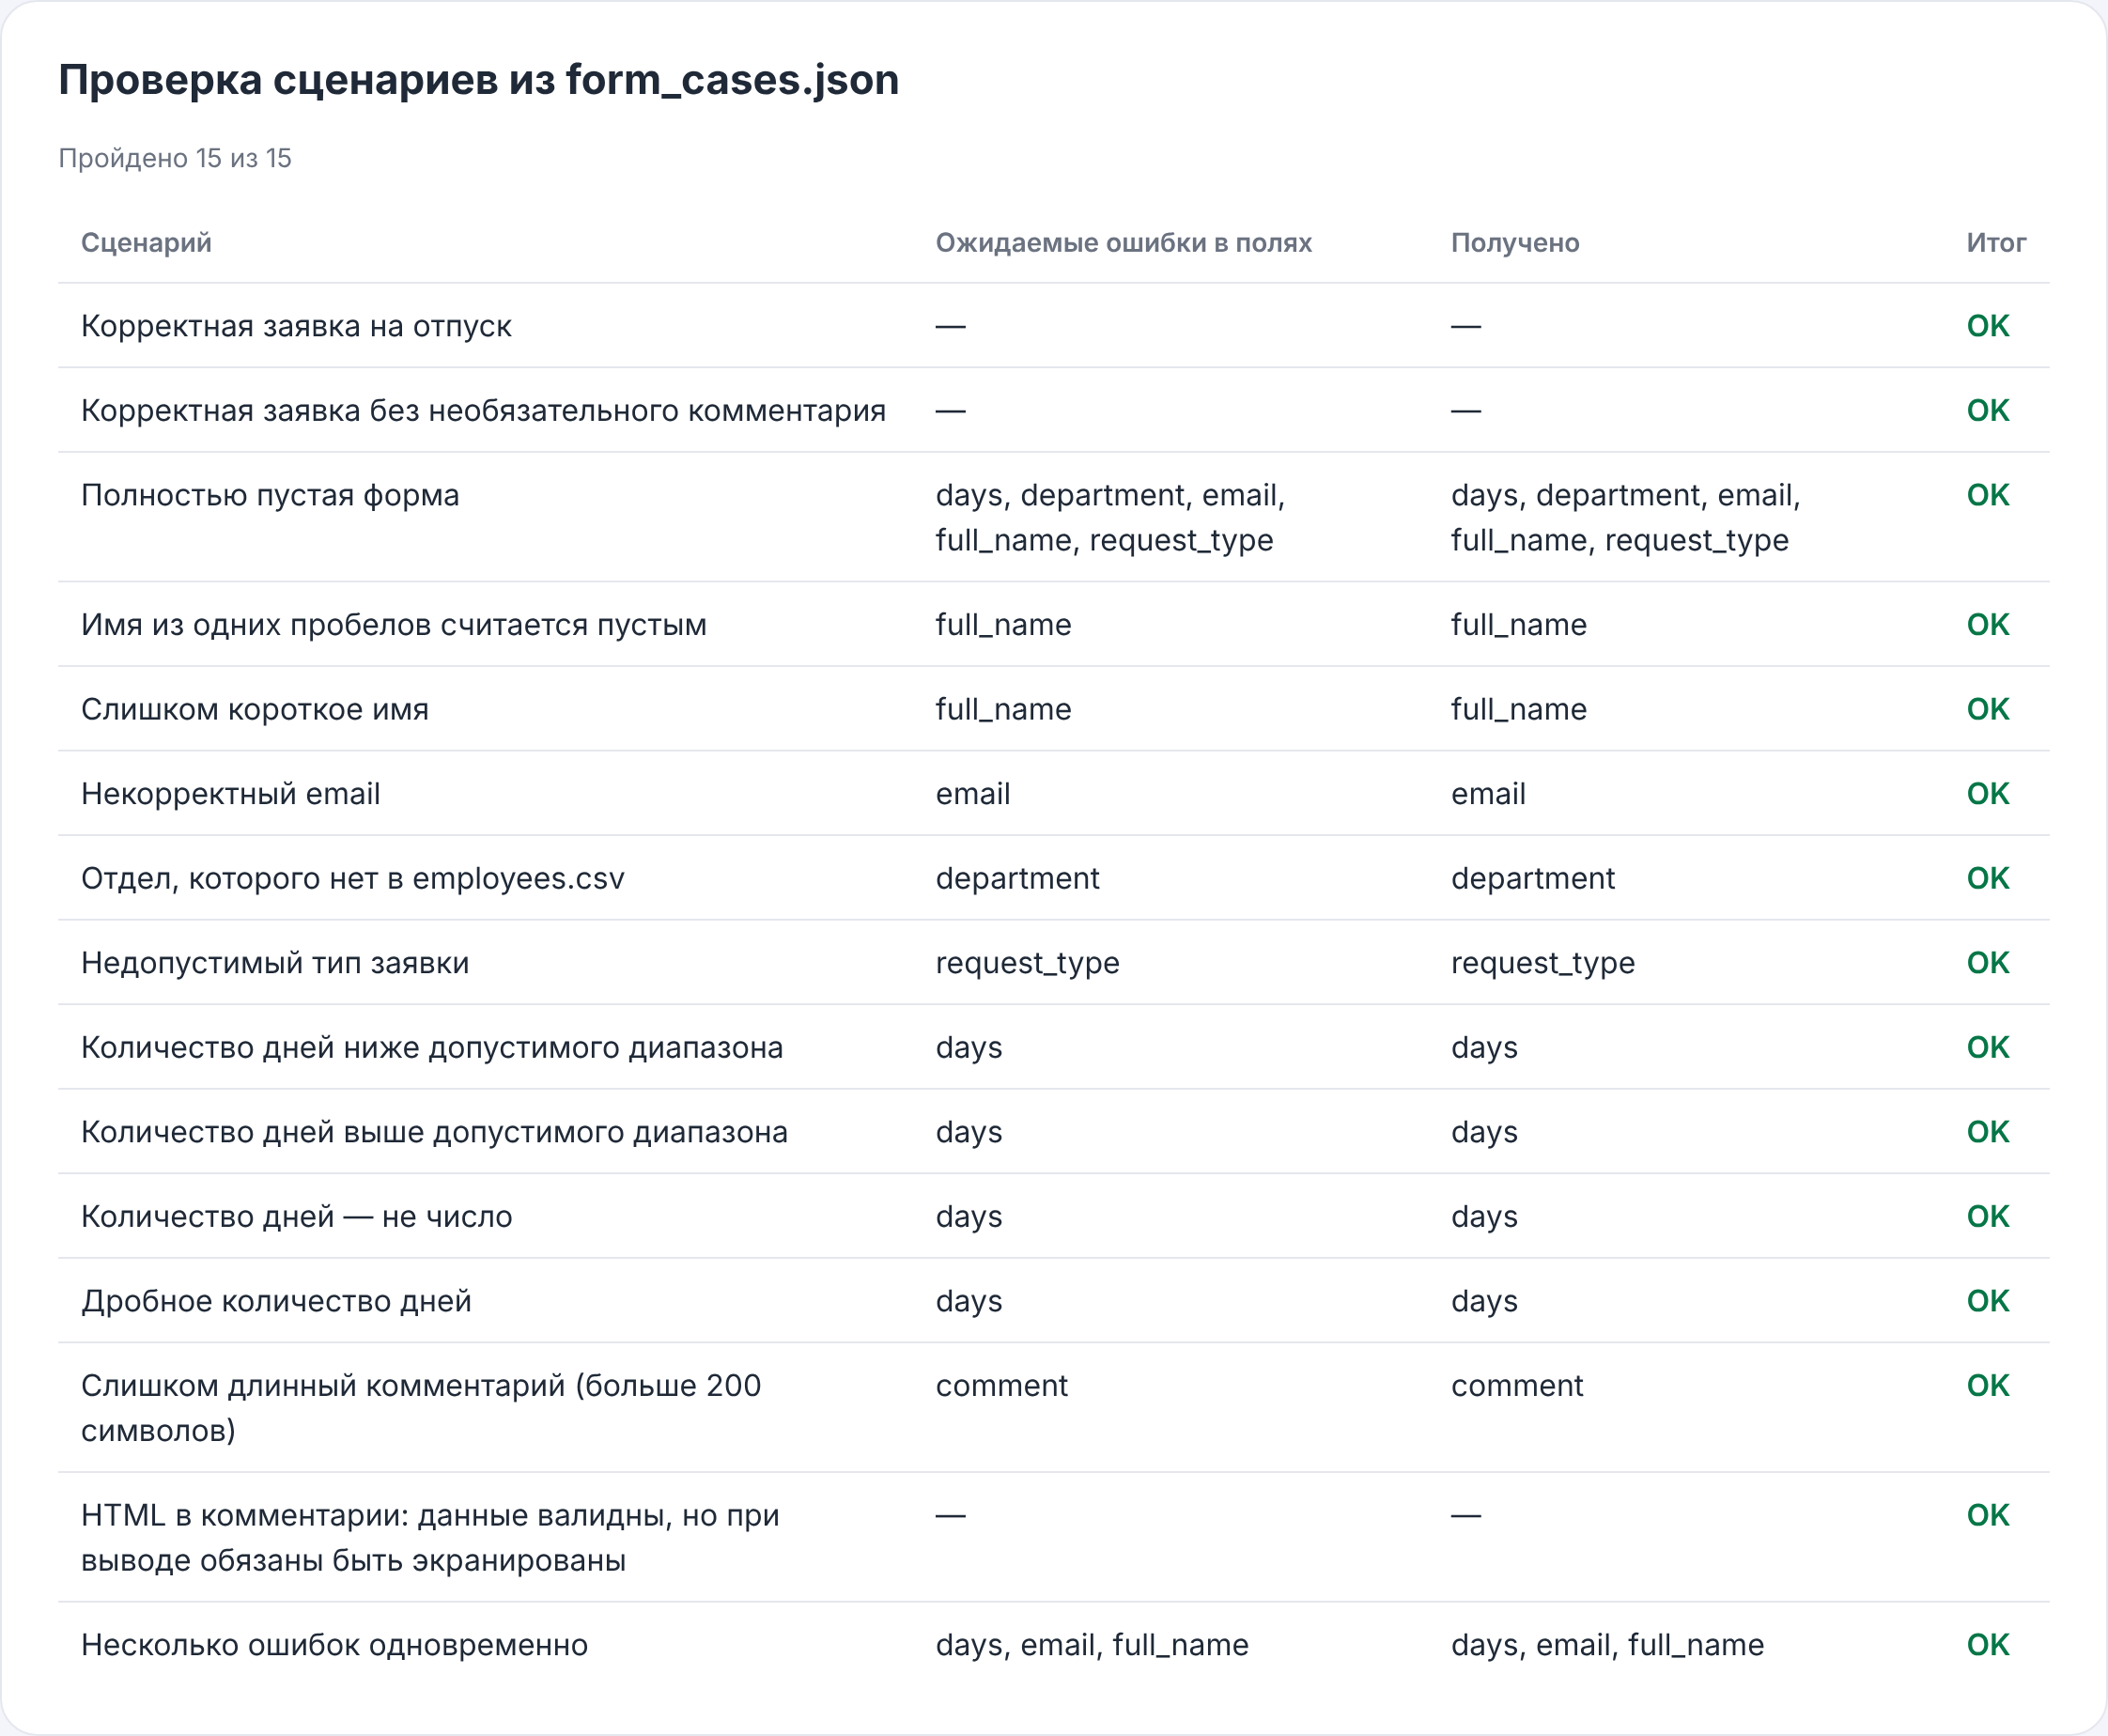 Проверка сценариев из form_cases.json
Пройдено 15 из 15
Сценарий Ожидаемые ошибки в полях Получено Итог
Корректная заявка на отпуск — — OK
Корректная заявка без необязательного комментария — — OK
Полностью пустая форма days, department, email, days, department, email, OK
full_name, request_type full_name, request_type
Имя из одних пробелов считается пустым full_name full_name OK
Слишком короткое имя full_name full_name OK
Некорректный email email email OK
Отдел, которого нет в employees.csv department department OK
Недопустимый тип заявки request_type request_type OK
Количество дней ниже допустимого диапазона days days OK
Количество дней выше допустимого диапазона days days OK
Количество дней — не число days days OK
Дробное количество дней days days OK
Слишком длинный комментарий (больше 200 comment comment OK
символов)
HTML в комментарии: данные валидны, но при — — OK
выводе обязаны быть экранированы
Несколько ошибок одновременно days, email, full_name days, email, full_name OK